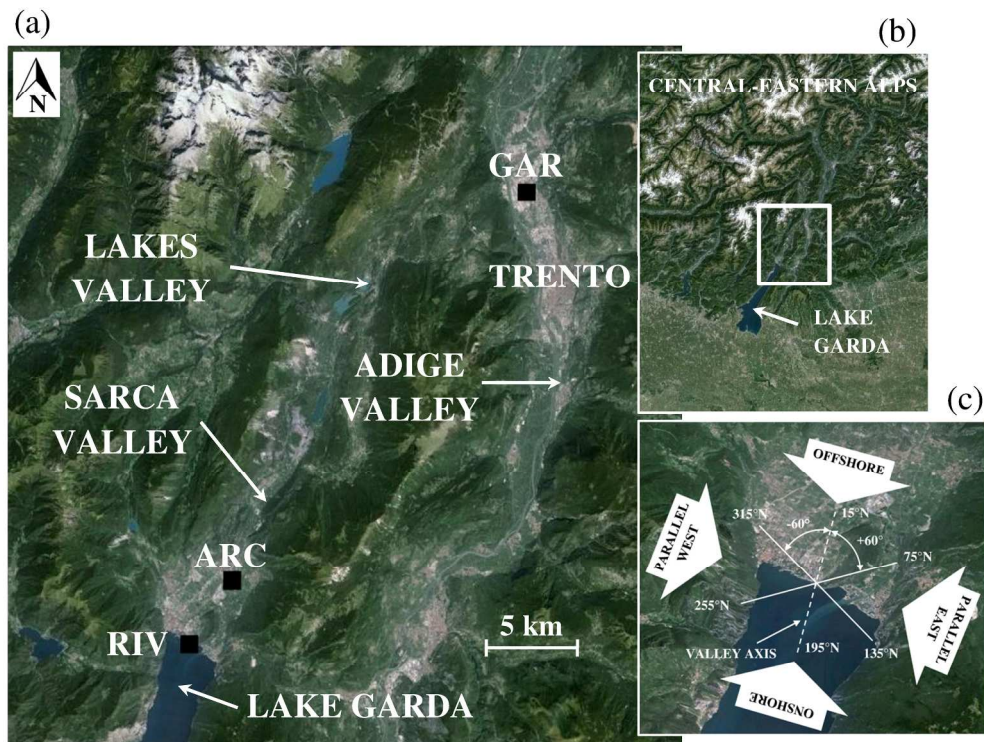 (a)
N
GAR
LAKES
VALLEY
TRENTO
ADIGE
VALLEY
SARCA
VALLEY
ARC
RIV
5 km
LAKE GARDA
(b)
CENTRAL-EASTERN ALPS
LAKE
GARDA
(c)
OFFSHORE
PARALLEL
WEST
315°N
-60°
15°N
+60°
75°N
255°N
PARALLEL
EAST
VALLEY AXIS
195°N
135°N
ONSHORE